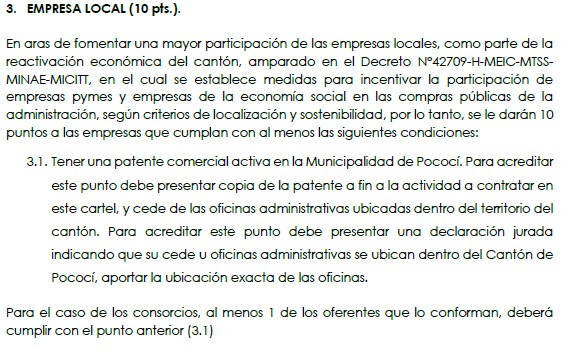 3. EMPRESA LOCAL (10 pts.).
En aras de fomentar una mayor participación de las empresas locales, como parte de la
reactivación económica del cantón, amparado en el Decreto N°42709-H-MEIC-MTSS-
MINAE-MICITT, en el cual se establece medidas para incentivar la participación de
empresas pymes y empresas de la economía social en las compras públicas de la
administración, según criterios de localización y sostenibilidad, por lo tanto, se le darán 10
puntos a las empresas que cumplan con al menos las siguientes condiciones:
3.1. Tener una patente comercial activa en la Municipalidad de Pococí. Para acreditar
este punto debe presentar copia de la patente a fin a la actividad a contratar en
este cartel, y cede de las oficinas administrativas ubicadas dentro del territorio del
cantón. Para acreditar este punto debe presentar una declaración jurada
indicando que su cede u oficinas administrativas se ubican dentro del Cantón de
Pococí, aportar la ubicación exacta de las oficinas.
Para el caso de los consorcios, al menos 1 de los oferentes que lo conforman, deberá
cumplir con el punto anterior (3.1)